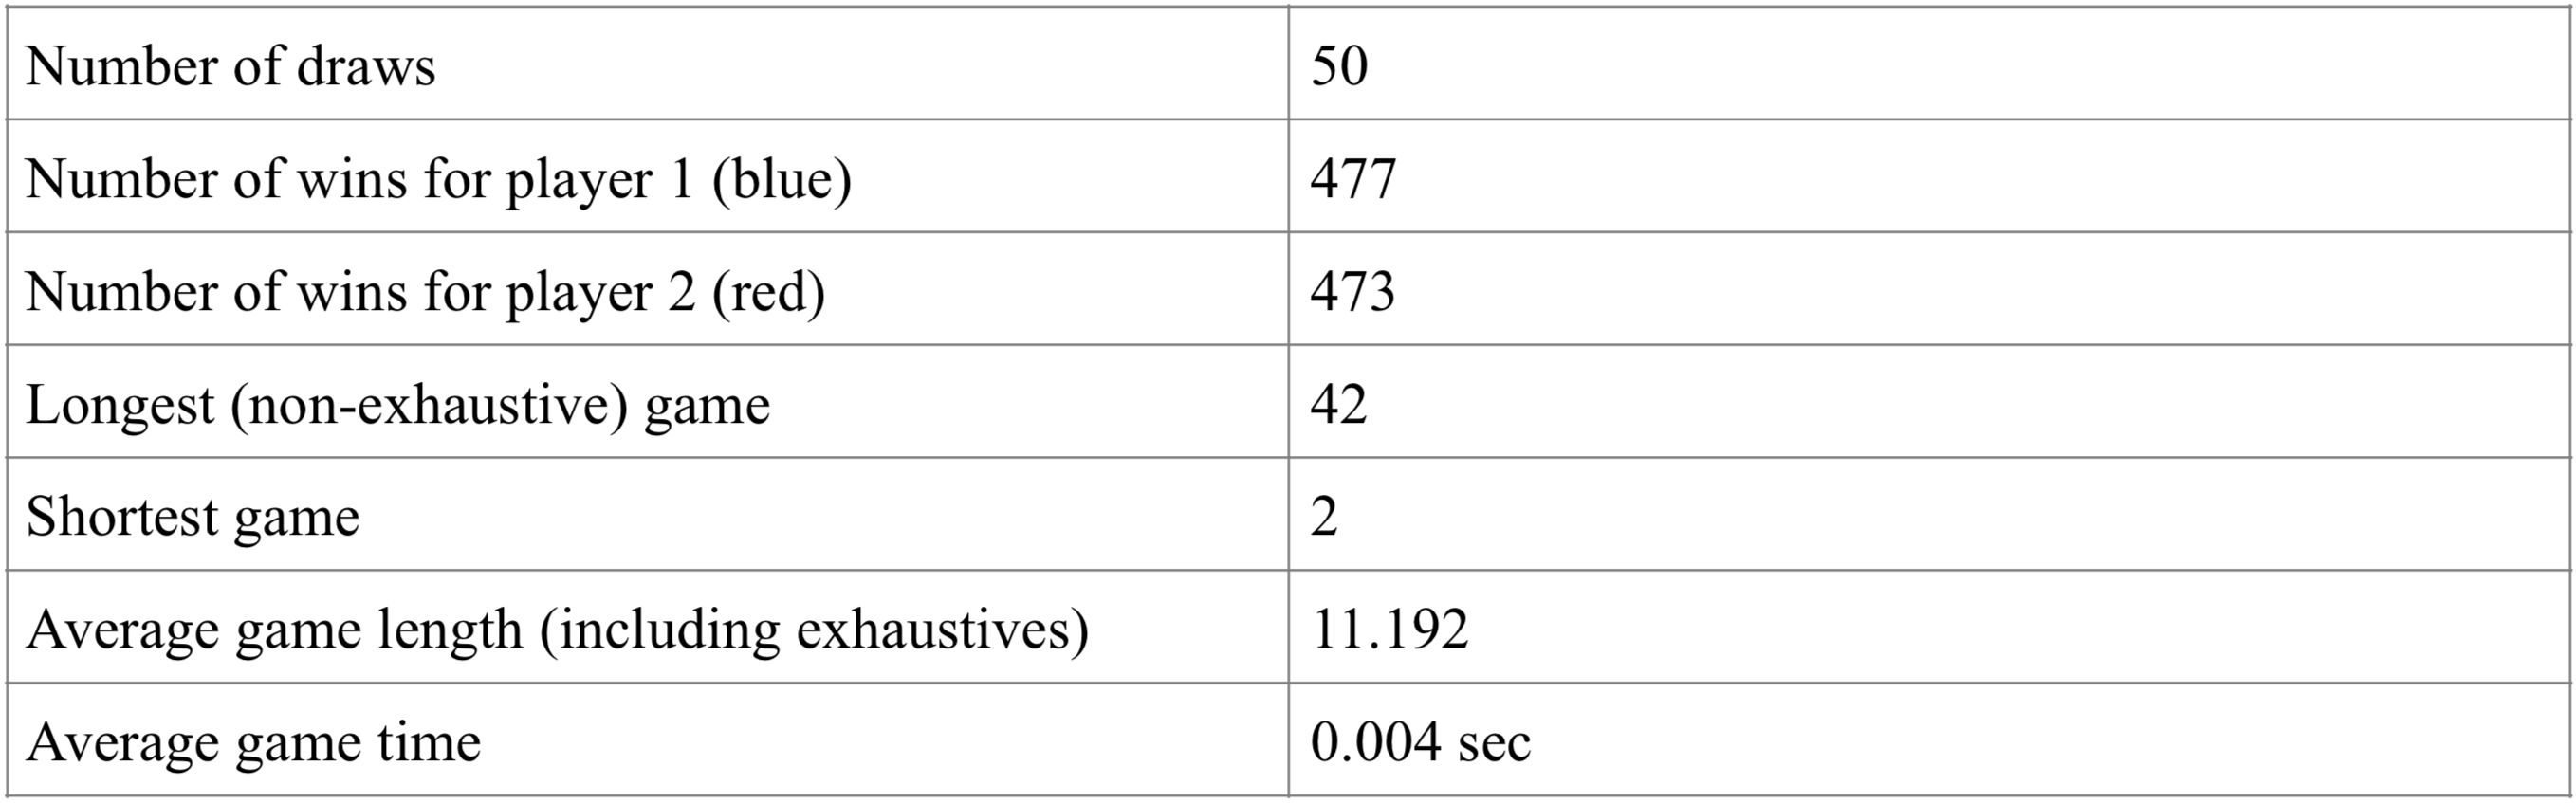 Number of draws 50
Number of wins for player 1 (blue) 477
Number of wins for player 2 (red) 473
Longest (non-exhaustive) game 42
Shortest game 2
Average game length (including exhaustives) 11.192
Average game time 0.004 sec